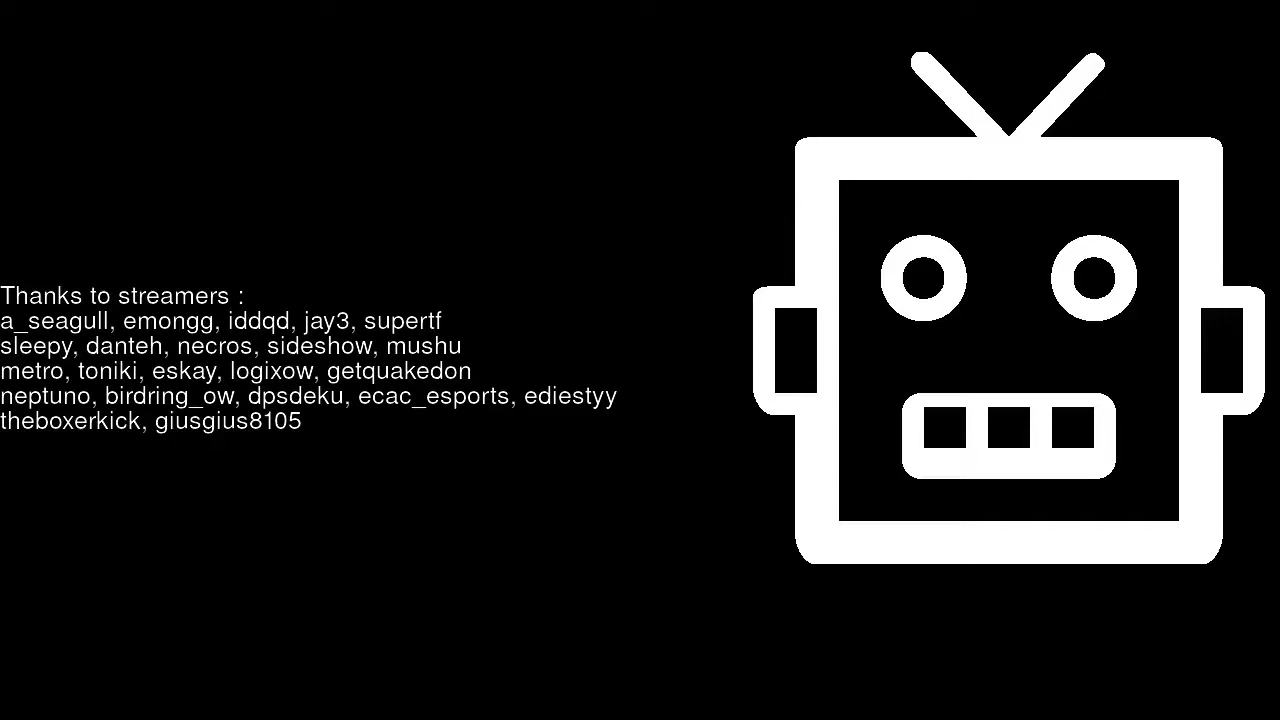 Thanks to streamers :
a_seagull, emongg, iddqd, jay3, supertf
sleepy, danteh, necros, sideshow, mushu
metro, toniki, eskay, logixow, getquakedon
neptuno, birdring_ow, dpsdeku, ecac_esports, ediestyy
theboxerkick, giusgius8105